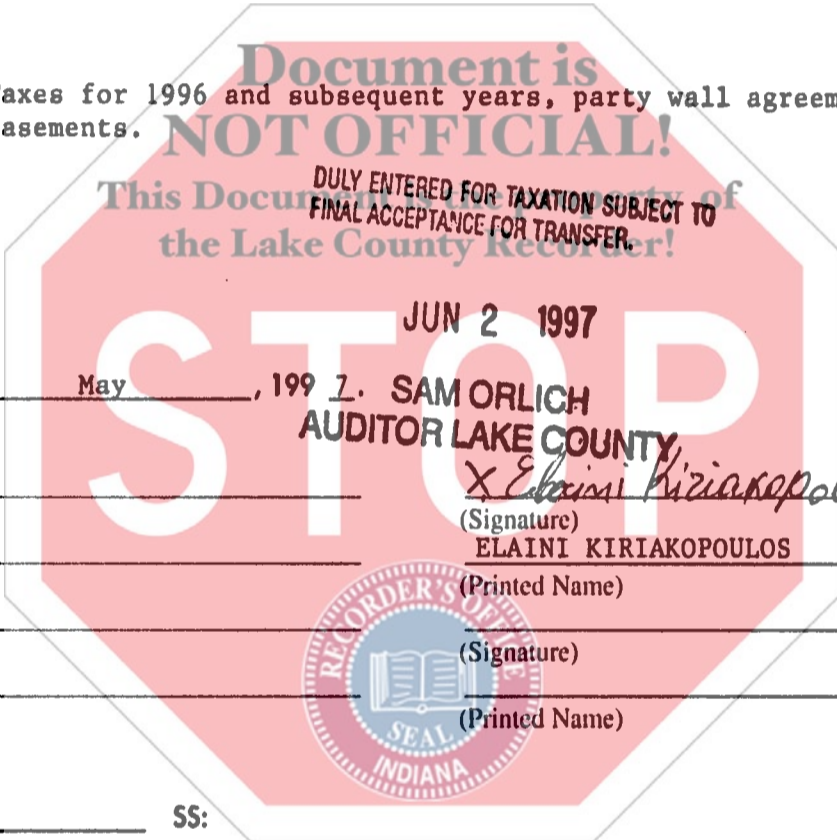 Document is
axes for 1996 and subsequent years, party wall agreem
asements.
NOT OFFICIAL!
DULY ENTERED FOR TAXATION SUBJECT TO
FINAL ACCEPTANCE FOR TRANSFER.
This Document is the property of
the Lake County Recorder!
JUN 2 1997
STOP
May , 199 7. SAM ORLICH
AUDITOR LAKE COUNTY
X Elaini Kiriakopo
(Signature)
ELAINI KIRIAKOPOULOS
(Printed Name)
(Signature)
(Printed Name)
RECORDER'S OFFICE
SEAL
INDIANA
SS: